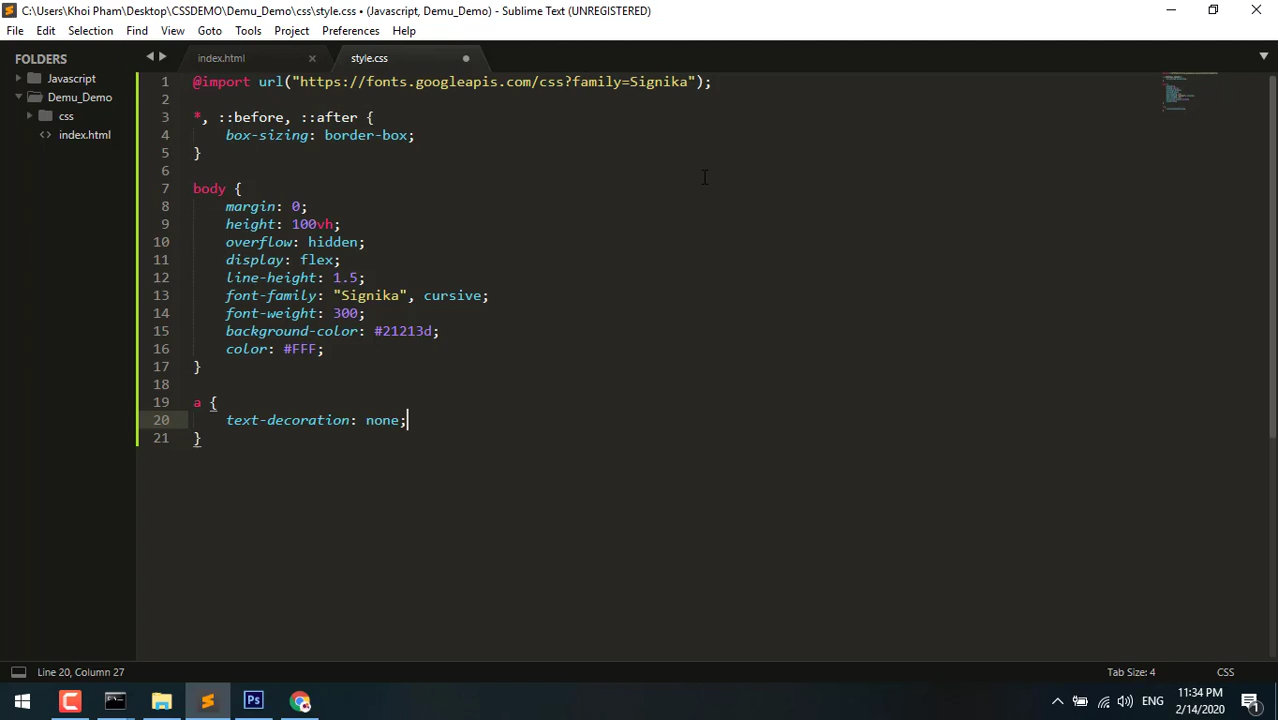 C:\Users\Khoi Pham\Desktop\CSSDEMO\Demu_Demo\css\style.css • (Javascript, Demu_Demo) - Sublime Text (UNREGISTERED)
File Edit Selection Find View Goto Tools Project Preferences Help
FOLDERS
Javascript
Demu_Demo
css
index.html
index.html
style.css
1 @import url("https://fonts.googleapis.com/css?family=Signika");
2
3 *, ::before, ::after {
4 box-sizing: border-box;
5 }
6
7 body {
8 margin: 0;
9 height: 100vh;
10 overflow: hidden;
11 display: flex;
12 line-height: 1.5;
13 font-family: "Signika", cursive;
14 font-weight: 300;
15 background-color: #21213d;
16 color: #FFF;
17 }
18
19 a {
20 text-decoration: none;
21 }
Line 20, Column 27
Tab Size: 4
CSS
Ps
ENG
11:34 PM
2/14/2020
1